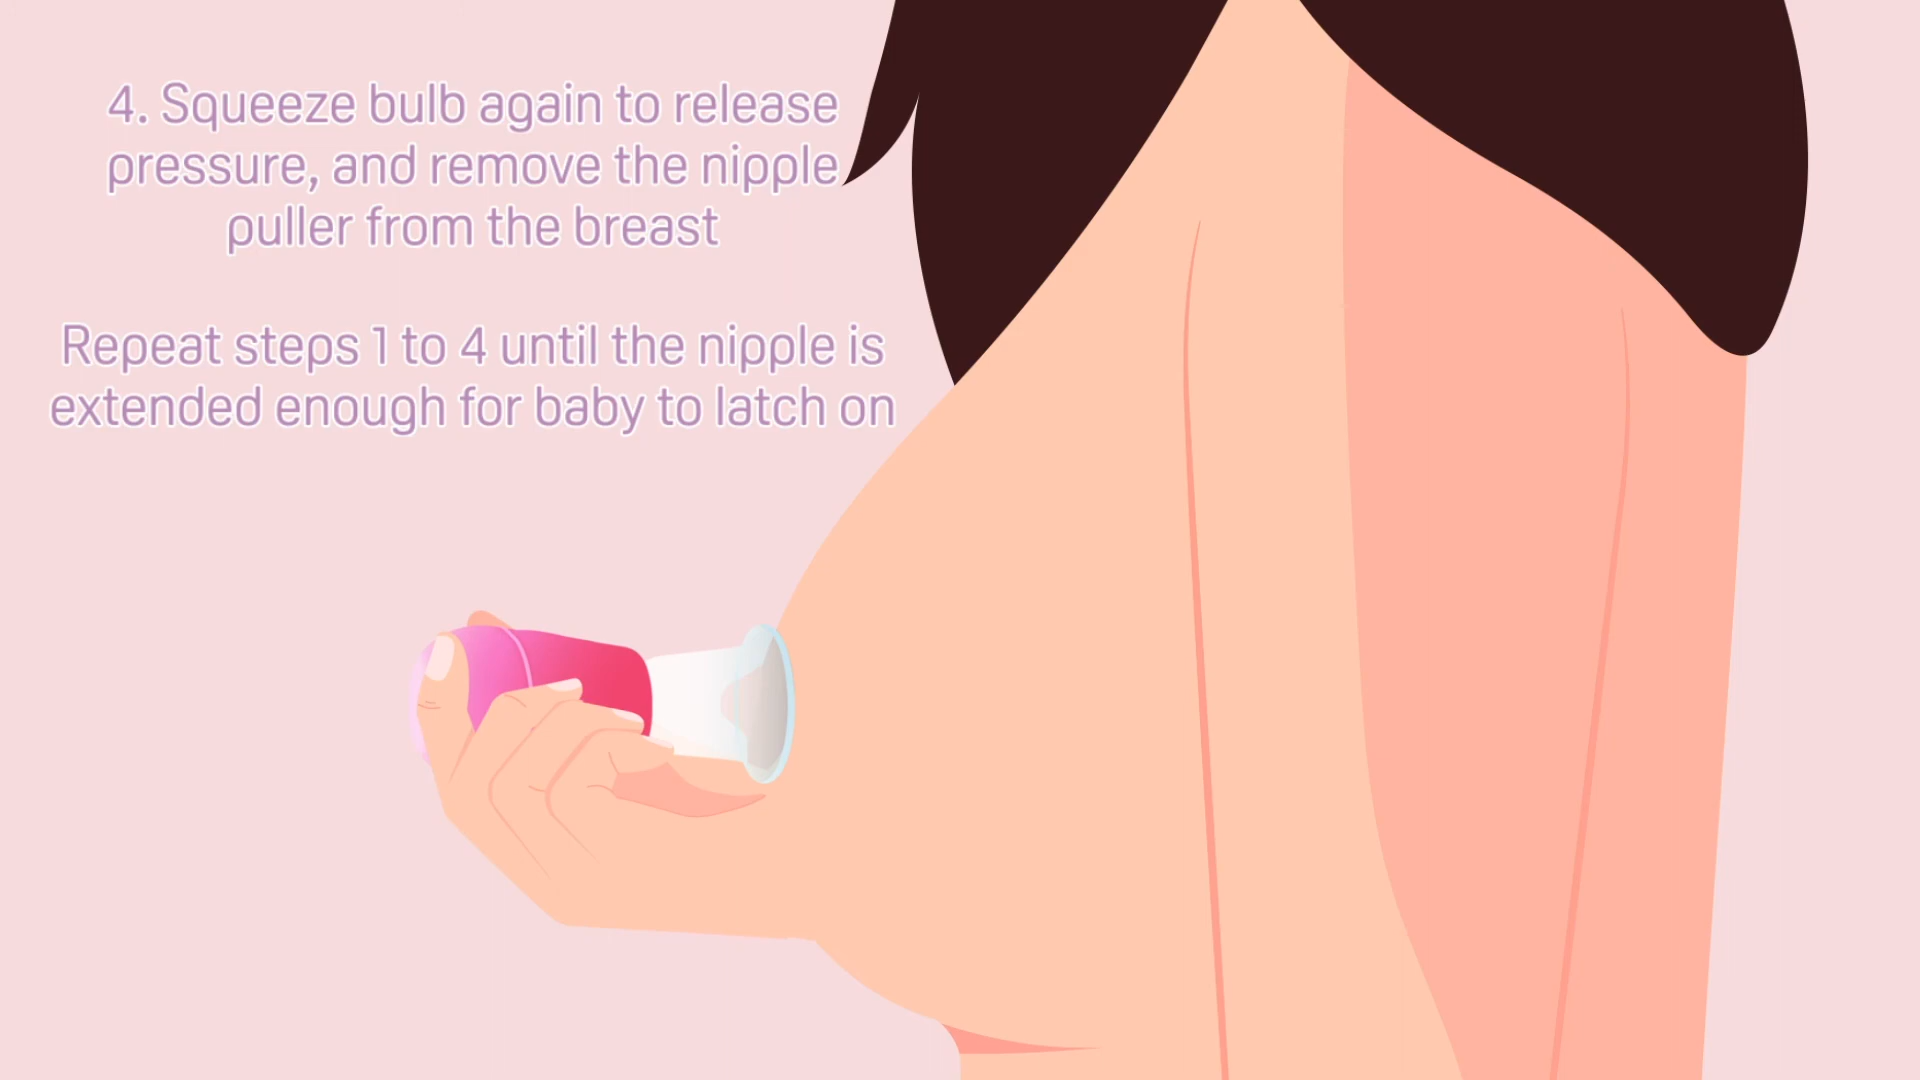 4. Squeeze bulb again to release
pressure, and remove the nipple
puller from the breast
Repeat steps 1 to 4 until the nipple is
extended enough for baby to latch on